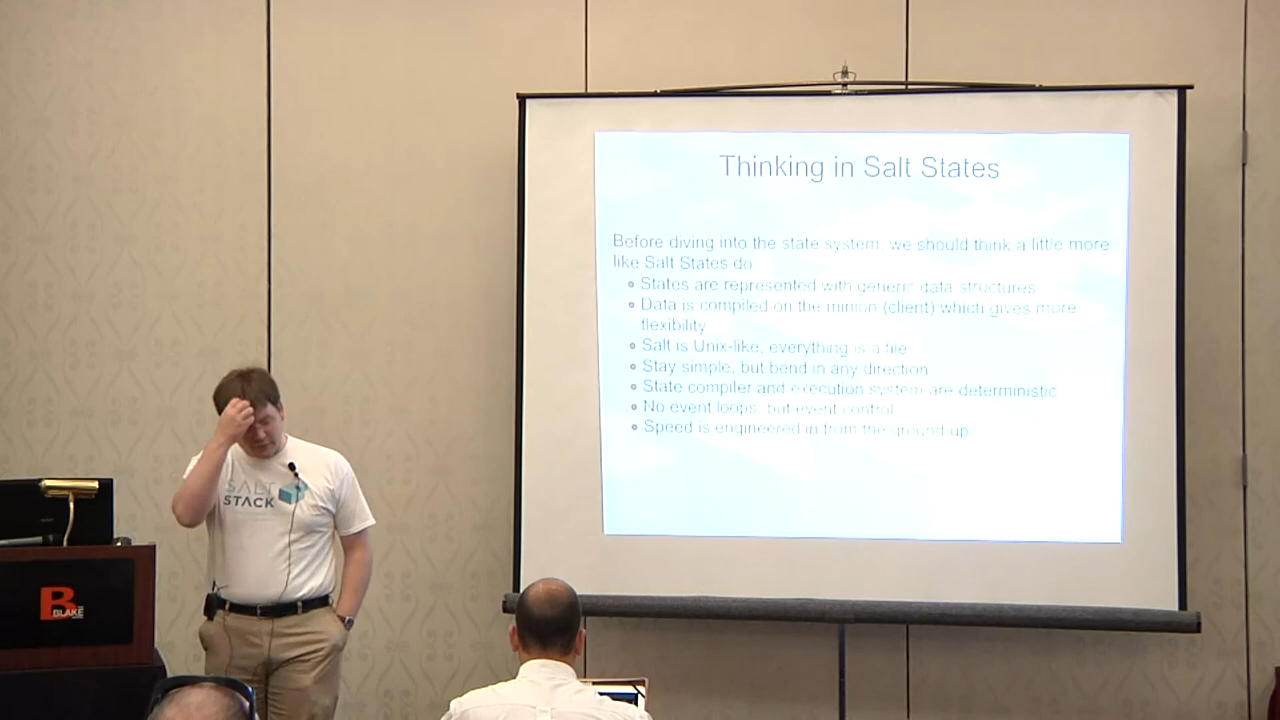 Thinking in Salt States
Before diving into the state system, we should think a little more
like Salt States do
States are represented with generic data structures
Data is compiled on the minion (client) which gives more
flexibility
Salt is Unix-like, everything is a file
Stay simple, but bend in any direction
State compiler and execution system are deterministic
No event loops, but event control
Speed is engineered in from the ground up
SALT
STACK
B
BLAKE